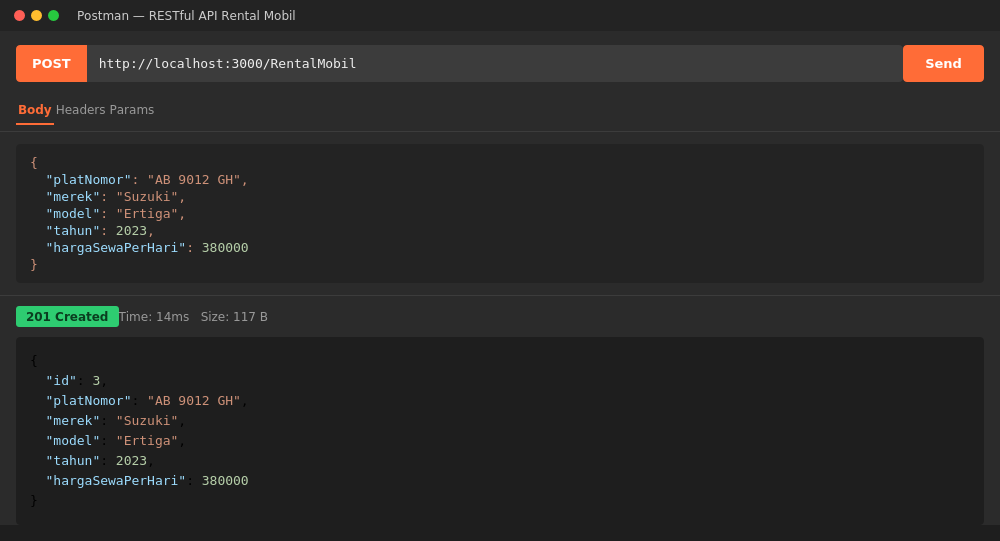 Postman — RESTful API Rental Mobil
POST http://localhost:3000/RentalMobil Send
Body Headers Params
{
"platNomor": "AB 9012 GH",
"merek": "Suzuki",
"model": "Ertiga",
"tahun": 2023,
"hargaSewaPerHari": 380000
}
201 Created Time: 14ms Size: 117 B
{
"id": 3,
"platNomor": "AB 9012 GH",
"merek": "Suzuki",
"model": "Ertiga",
"tahun": 2023,
"hargaSewaPerHari": 380000
}